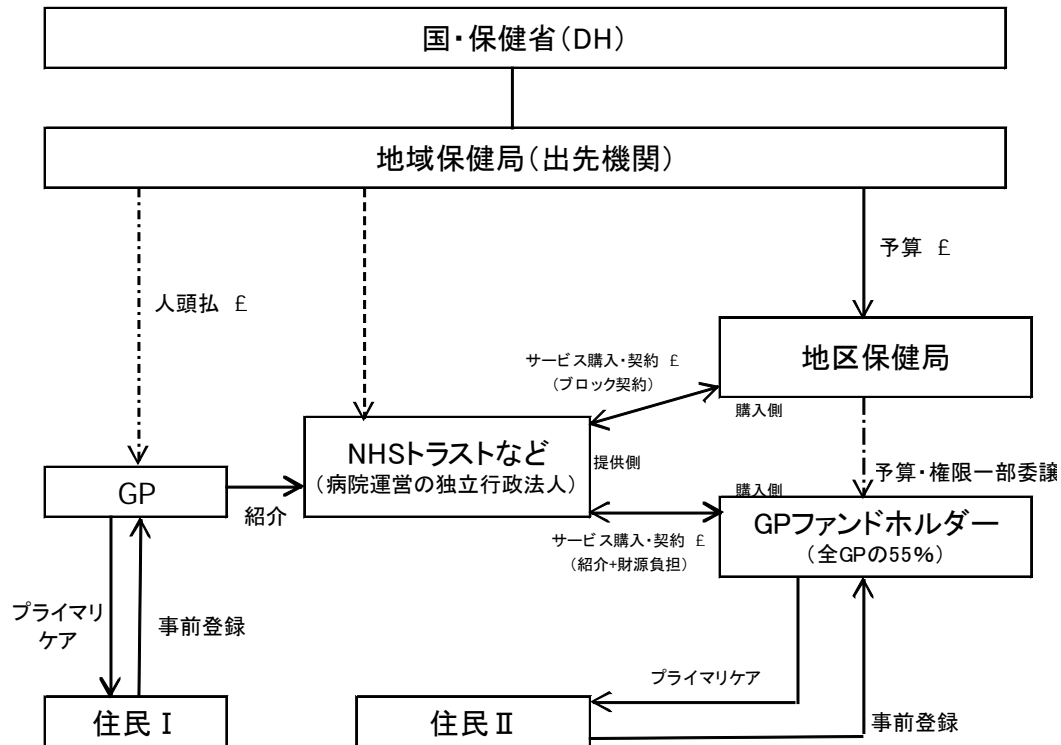 国・保健省(DH)
地域保健局(出先機関)
予算 £
人頭払 £
地区保健局
サービス購入・契約 £
(ブロック契約)
購入側
NHSトラストなど
(病院運営の独立行政法人)
提供側
予算・権限一部委譲
購入側
GP
紹介
GPファンドホルダー
(全GPの55%)
サービス購入・契約 £
(紹介+財源負担)
プライマリ
ケア
事前登録
プライマリケア
事前登録
住民Ⅰ
住民Ⅱ